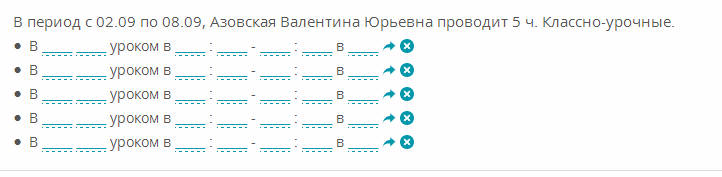 В период с 02.09 по 08.09, Азовская Валентина Юрьевна проводит 5 ч. Классно-урочные.
• В ____ ____ уроком в ____ : ____ - ____ : ____ в ____
• В ____ ____ уроком в ____ : ____ - ____ : ____ в ____
• В ____ ____ уроком в ____ : ____ - ____ : ____ в ____
• В ____ ____ уроком в ____ : ____ - ____ : ____ в ____
• В ____ ____ уроком в ____ : ____ - ____ : ____ в ____